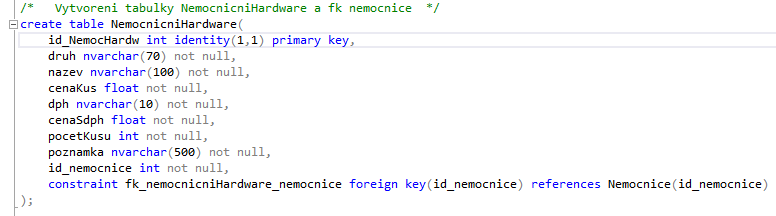 /*   Vytvoreni tabulky NemocnicniHardware a fk nemocnice  */
create table NemocnicniHardware(
id_NemocHardw int identity(1,1) primary key,
druh nvarchar(70) not null,
nazev nvarchar(100) not null,
cenaKus float not null,
dph nvarchar(10) not null,
cenaSdph float not null,
pocetKusu int not null,
poznamka nvarchar(500) not null,
id_nemocnice int not null,
constraint fk_nemocnicniHardware_nemocnice foreign key(id_nemocnice) references Nemocnice(id_nemocnice)
);